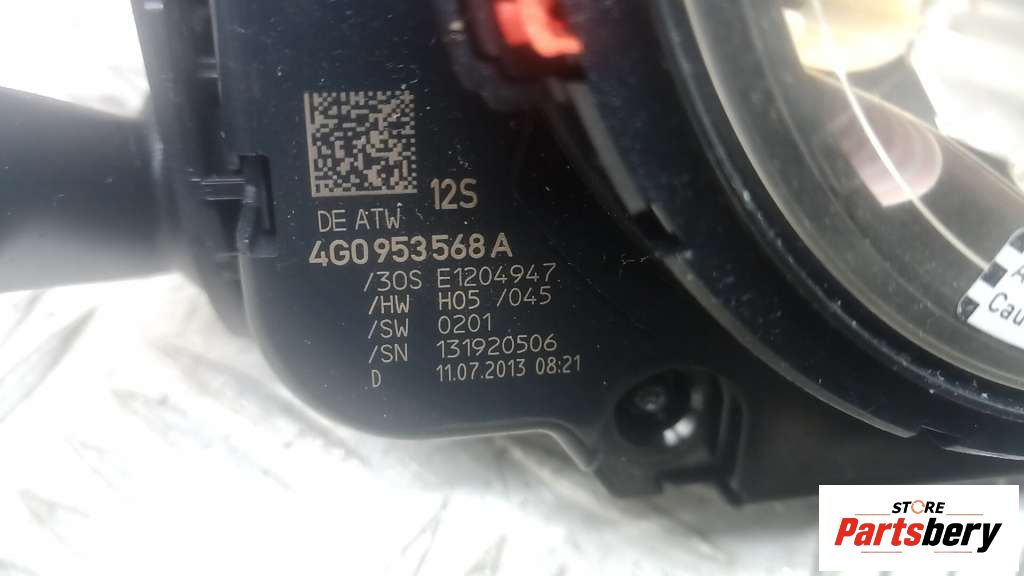 12S
DE ATW
4G0953568A
/30S E1204947
/HW H05 /045
/SW 0201
/SN 131920506
D 11.07.2013 08:21
Cau
STORE
Partsbery